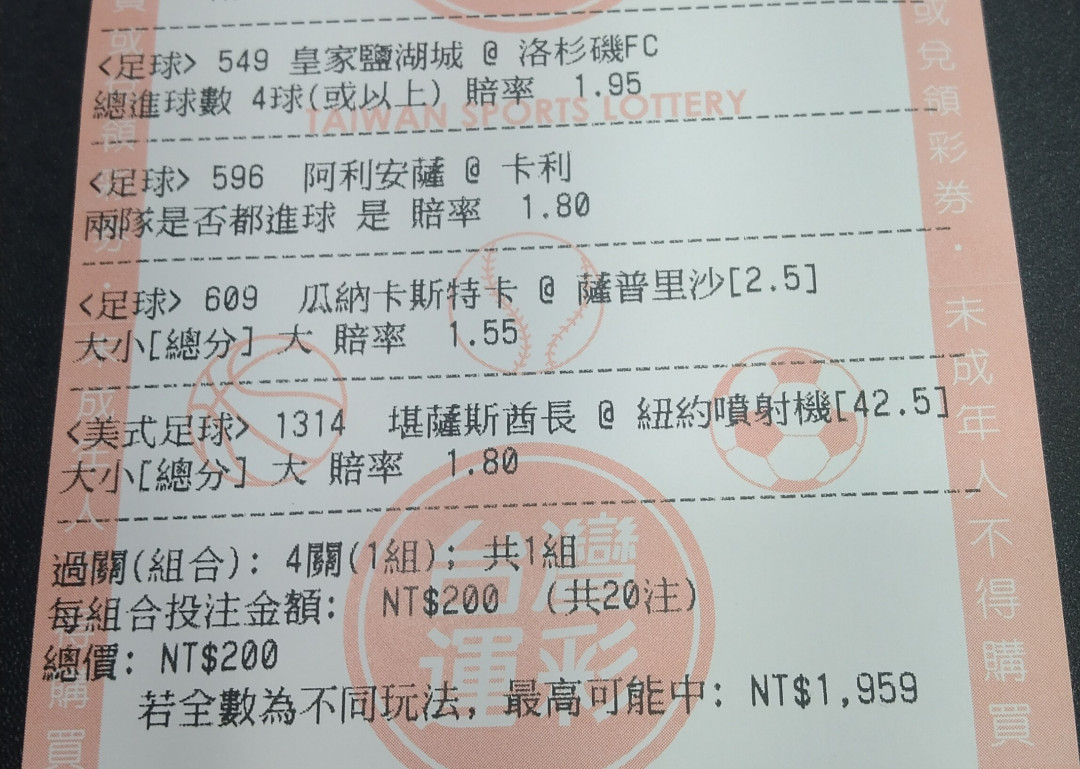 <足球> 549 皇家鹽湖城 @ 洛杉磯FC
總進球數 4球(或以上) 賠率 1.95
TAIWAN SPORTS LOTTERY
<足球> 596 阿利安薩 @ 卡利
兩隊是否都進球 是 賠率 1.80
<足球> 609 瓜納卡斯特卡 @ 薩普里沙[2.5]
大小[總分] 大 賠率 1.55
<美式足球> 1314 堪薩斯酋長 @ 紐約噴射機[42.5]
大小[總分] 大 賠率 1.80
過關(組合): 4關(1組); 共1組
每組合投注金額: NT$200 (共20注)
總價: NT$200
若全數為不同玩法, 最高可能中: NT$1,959
台灣
運彩
或兌領彩券．未成年人不得購買